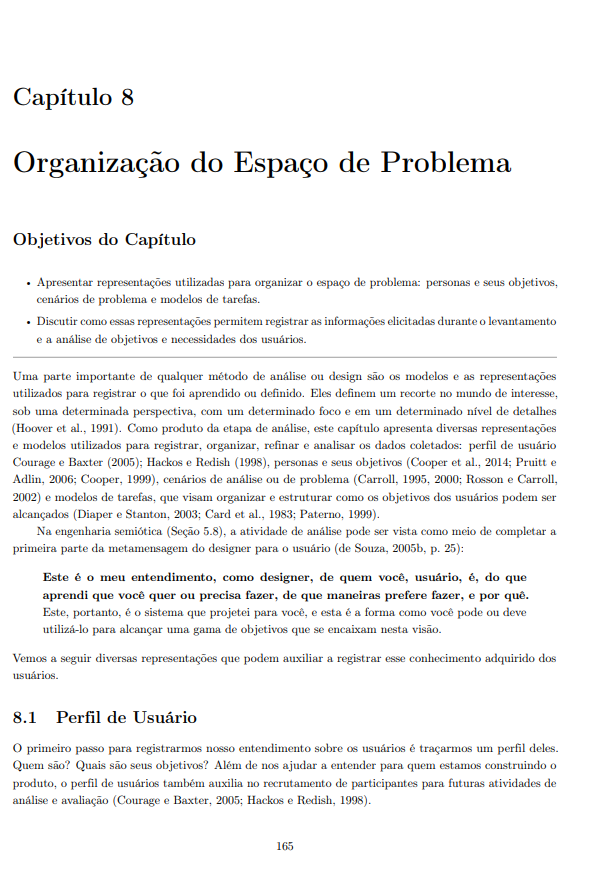 Capítulo 8
Organização do Espaço de Problema
Objetivos do Capítulo
• Apresentar representações utilizadas para organizar o espaço de problema: personas e seus objetivos,
cenários de problema e modelos de tarefas.
• Discutir como essas representações permitem registrar as informações elicitadas durante o levantamento
e a análise de objetivos e necessidades dos usuários.
Uma parte importante de qualquer método de análise ou design são os modelos e as representações
utilizados para registrar o que foi aprendido ou definido. Eles definem um recorte no mundo de interesse,
sob uma determinada perspectiva, com um determinado foco e em um determinado nível de detalhes
(Hoover et al., 1991). Como produto da etapa de análise, este capítulo apresenta diversas representações
e modelos utilizados para registrar, organizar, refinar e analisar os dados coletados: perfil de usuário
Courage e Baxter (2005); Hackos e Redish (1998), personas e seus objetivos (Cooper et al., 2014; Pruitt e
Adlin, 2006; Cooper, 1999), cenários de análise ou de problema (Carroll, 1995, 2000; Rosson e Carroll,
2002) e modelos de tarefas, que visam organizar e estruturar como os objetivos dos usuários podem ser
alcançados (Diaper e Stanton, 2003; Card et al., 1983; Paterno, 1999).
Na engenharia semiótica (Seção 5.8), a atividade de análise pode ser vista como meio de completar a
primeira parte da metamensagem do designer para o usuário (de Souza, 2005b, p. 25):
Este é o meu entendimento, como designer, de quem você, usuário, é, do que
aprendi que você quer ou precisa fazer, de que maneiras prefere fazer, e por quê.
Este, portanto, é o sistema que projetei para você, e esta é a forma como você pode ou deve
utilizá-lo para alcançar uma gama de objetivos que se encaixam nesta visão.
Vemos a seguir diversas representações que podem auxiliar a registrar esse conhecimento adquirido dos
usuários.
8.1 Perfil de Usuário
O primeiro passo para registrarmos nosso entendimento sobre os usuários é traçarmos um perfil deles.
Quem são? Quais são seus objetivos? Além de nos ajudar a entender para quem estamos construindo o
produto, o perfil de usuários também auxilia no recrutamento de participantes para futuras atividades de
análise e avaliação (Courage e Baxter, 2005; Hackos e Redish, 1998).
165